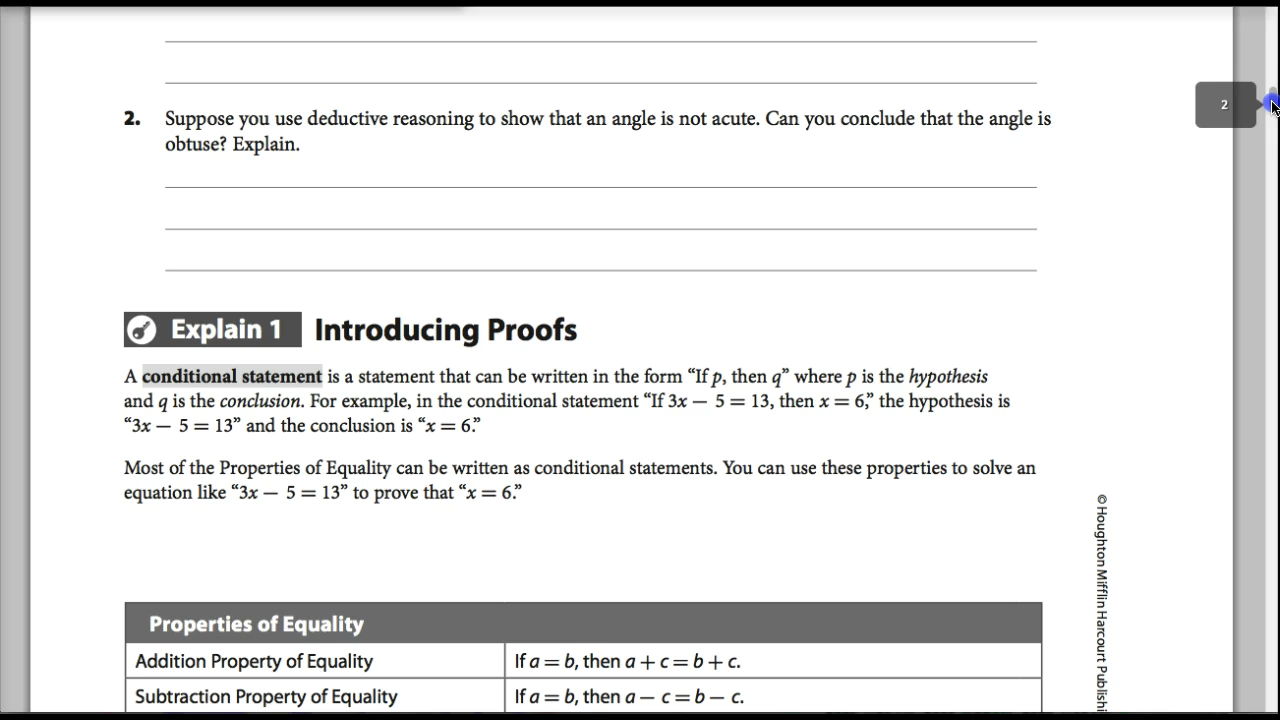 2. Suppose you use deductive reasoning to show that an angle is not acute. Can you conclude that the angle is
obtuse? Explain.
2
Explain 1 Introducing Proofs
A conditional statement is a statement that can be written in the form “If p, then q” where p is the hypothesis
and q is the conclusion. For example, in the conditional statement “If 3x − 5 = 13, then x = 6,” the hypothesis is
“3x − 5 = 13” and the conclusion is “x = 6.”
Most of the Properties of Equality can be written as conditional statements. You can use these properties to solve an
equation like “3x − 5 = 13” to prove that “x = 6.”
Properties of Equality
Addition Property of Equality If a = b, then a + c = b + c.
Subtraction Property of Equality If a = b, then a − c = b − c.
© Houghton Mifflin Harcourt Publishi